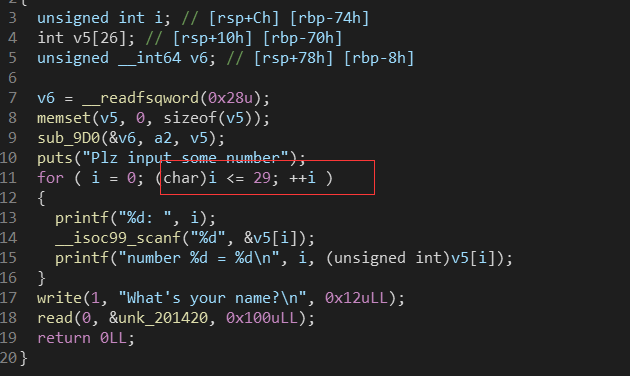 3 unsigned int i; // [rsp+Ch] [rbp-74h]
4 int v5[26]; // [rsp+10h] [rbp-70h]
5 unsigned __int64 v6; // [rsp+78h] [rbp-8h]
6
7 v6 = __readfsqword(0x28u);
8 memset(v5, 0, sizeof(v5));
9 sub_9D0(&v6, a2, v5);
10 puts("Plz input some number");
11 for ( i = 0; (char)i <= 29; ++i )
12 {
13 printf("%d: ", i);
14 __isoc99_scanf("%d", &v5[i]);
15 printf("number %d = %d\n", i, (unsigned int)v5[i]);
16 }
17 write(1, "What's your name?\n", 0x12uLL);
18 read(0, &unk_201420, 0x100uLL);
19 return 0LL;
20 }